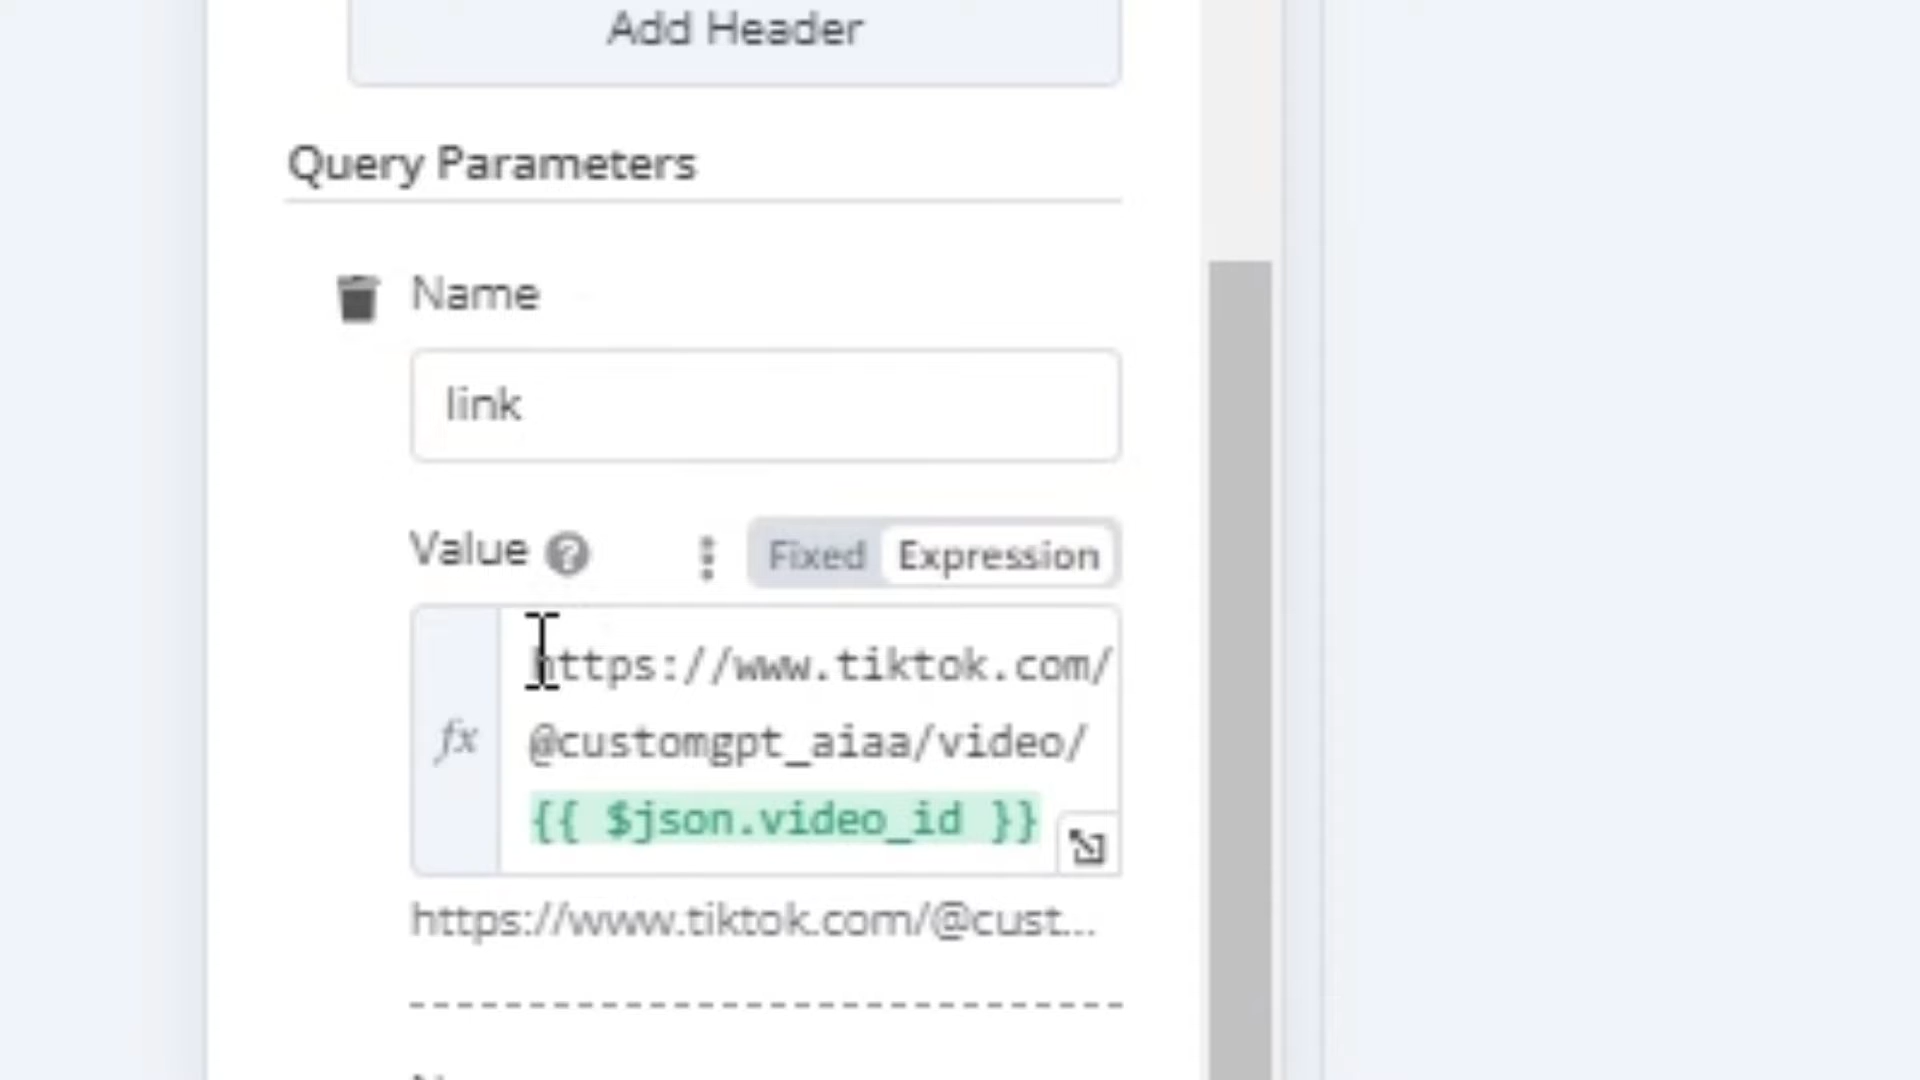 Add Header
Query Parameters
Name
link
Value
Fixed Expression
fx
https://www.tiktok.com/
@customgpt_aiaa/video/
{{ $json.video_id }}
https://www.tiktok.com/@cust...